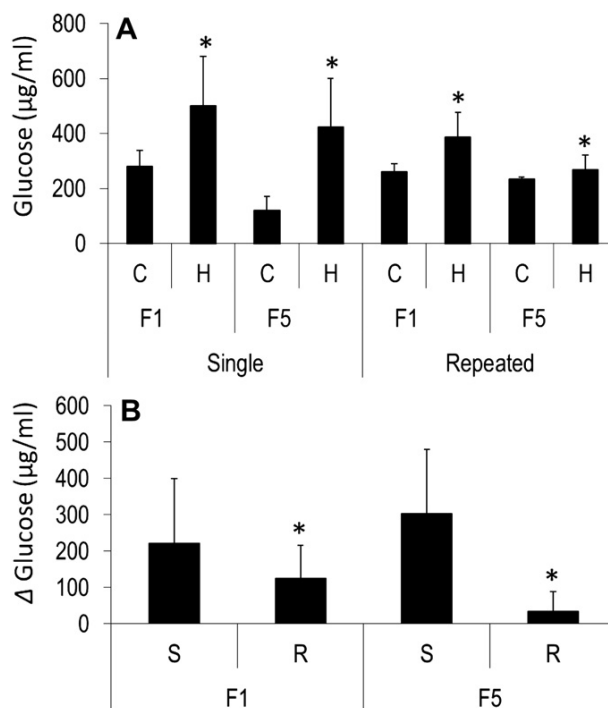 A
Glucose (µg/ml)
800
600
400
200
0
* * * *
C H C H C H C H
F1 F5 F1 F5
Single Repeated
B
Δ Glucose (µg/ml)
600
500
400
300
200
100
0
* *
S R S R
F1 F5